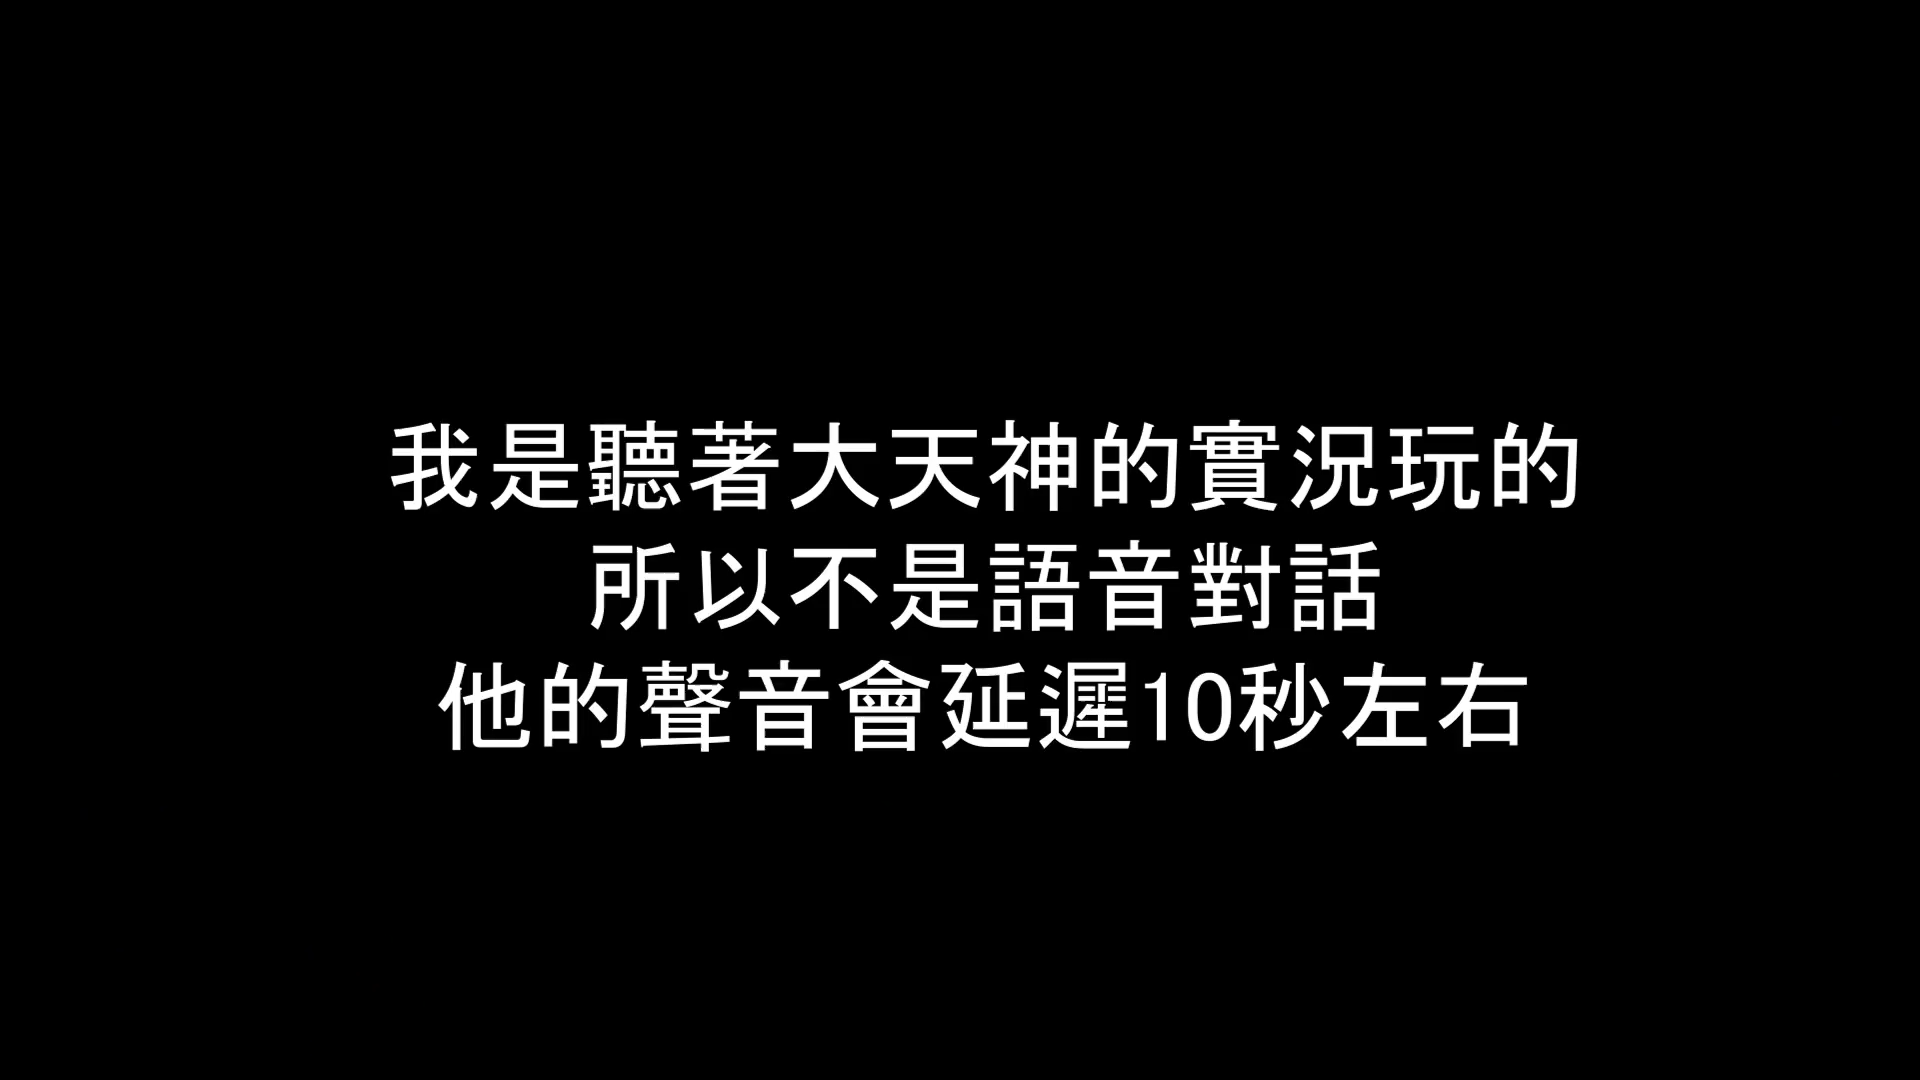 我是聽著大天神的實況玩的
所以不是語音對話
他的聲音會延遲10秒左右